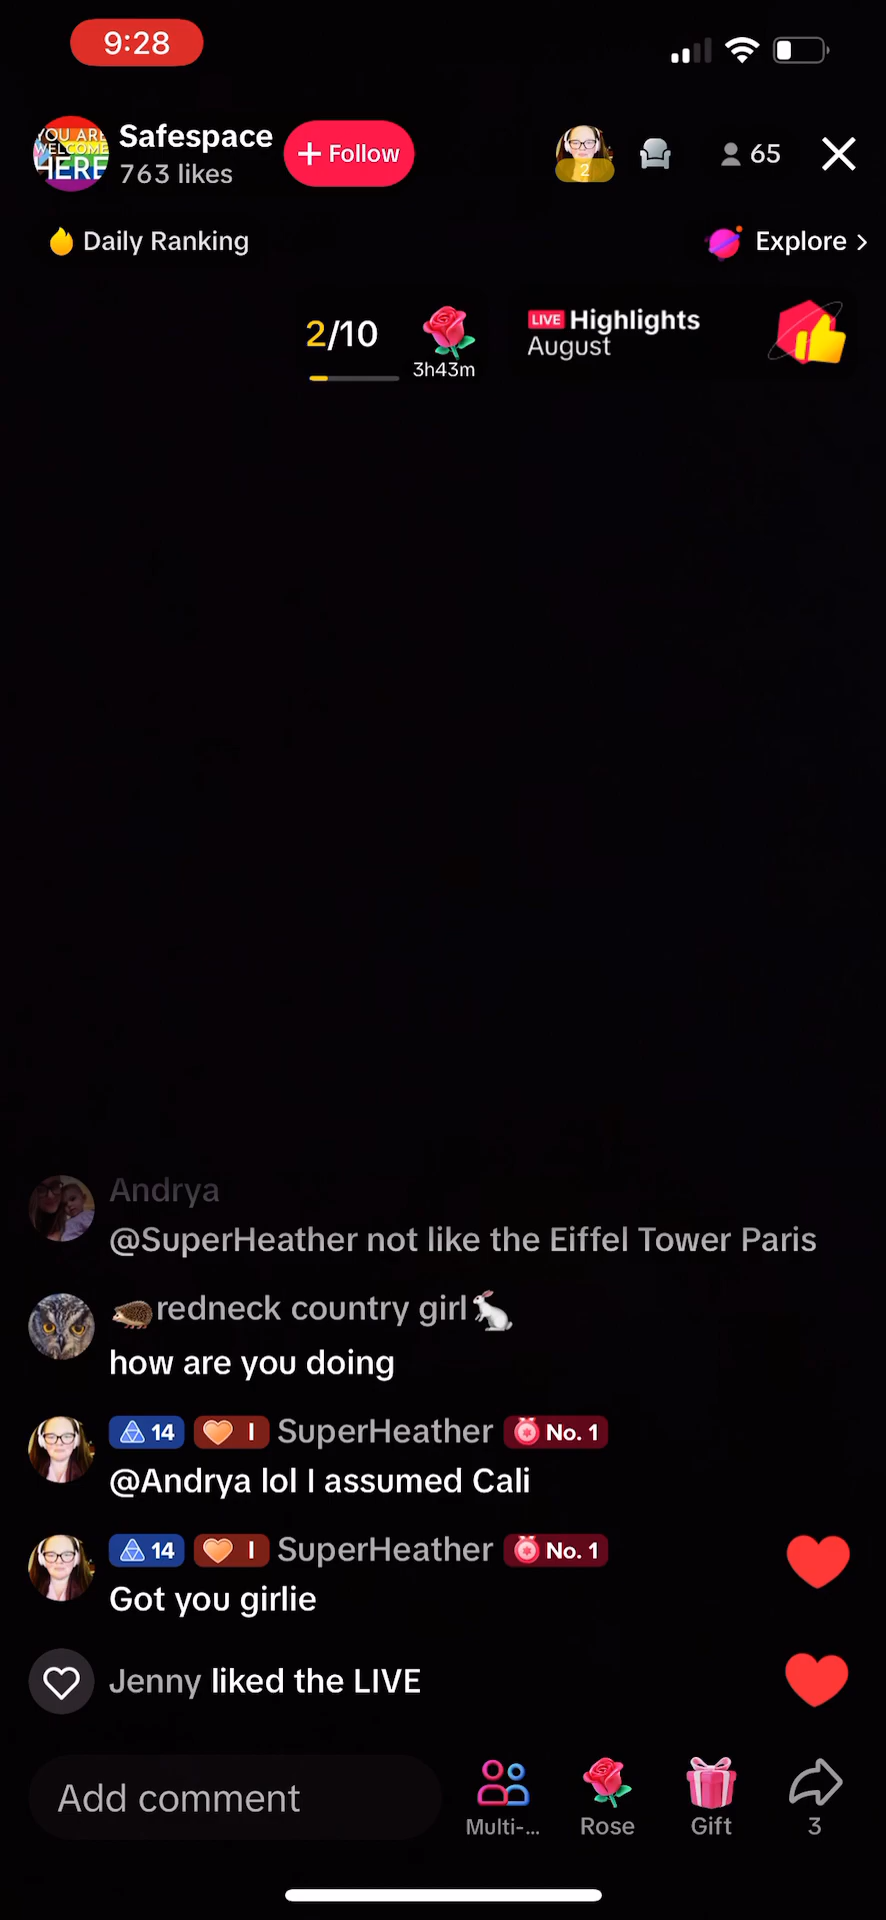 9:28
YOU ARE
WELCOME
HERE
Safespace
763 likes
+ Follow
2
65
Daily Ranking
Explore >
2/10
3h43m
LIVE Highlights
August
Andrya
@SuperHeather not like the Eiffel Tower Paris
🦔redneck country girl🐇
how are you doing
14 I SuperHeather No. 1
@Andrya lol I assumed Cali
14 I SuperHeather No. 1
Got you girlie
Jenny liked the LIVE
Add comment
Multi-...
Rose
Gift
3